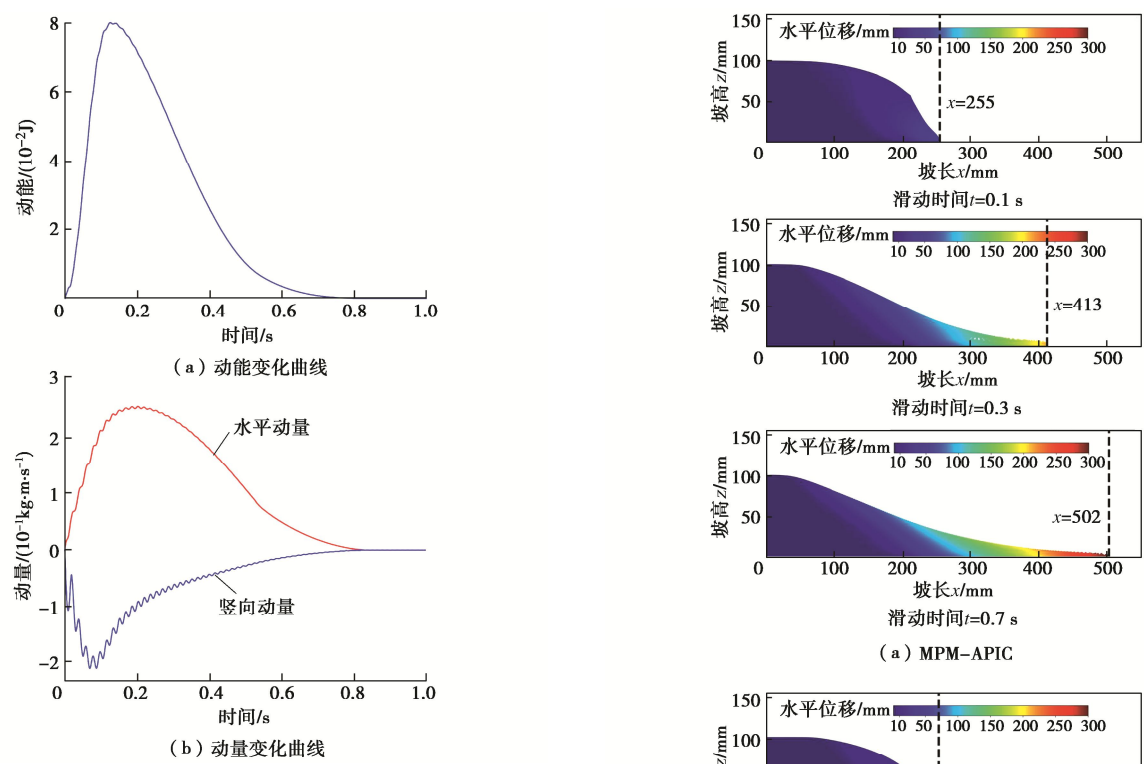 8
6
4
2
动能/(10⁻²J)
0 0.2 0.4 0.6 0.8 1.0
时间/s
(a) 动能变化曲线
3
2
1
0
-1
-2
动量/(10⁻¹kg·m·s⁻¹)
水平动量
竖向动量
0 0.2 0.4 0.6 0.8 1.0
时间/s
(b) 动量变化曲线
150
水平位移/mm
10 50 100 150 200 250 300
100
50
坡高z/mm
x=255
0 100 200 300 400 500
坡长x/mm
滑动时间t=0.1 s
150
水平位移/mm
10 50 100 150 200 250 300
100
50
坡高z/mm
x=413
0 100 200 300 400 500
坡长x/mm
滑动时间t=0.3 s
150
水平位移/mm
10 50 100 150 200 250 300
100
50
坡高z/mm
x=502
0 100 200 300 400 500
坡长x/mm
滑动时间t=0.7 s
(a) MPM-APIC
150
水平位移/mm
10 50 100 150 200 250 300
100
z/mm